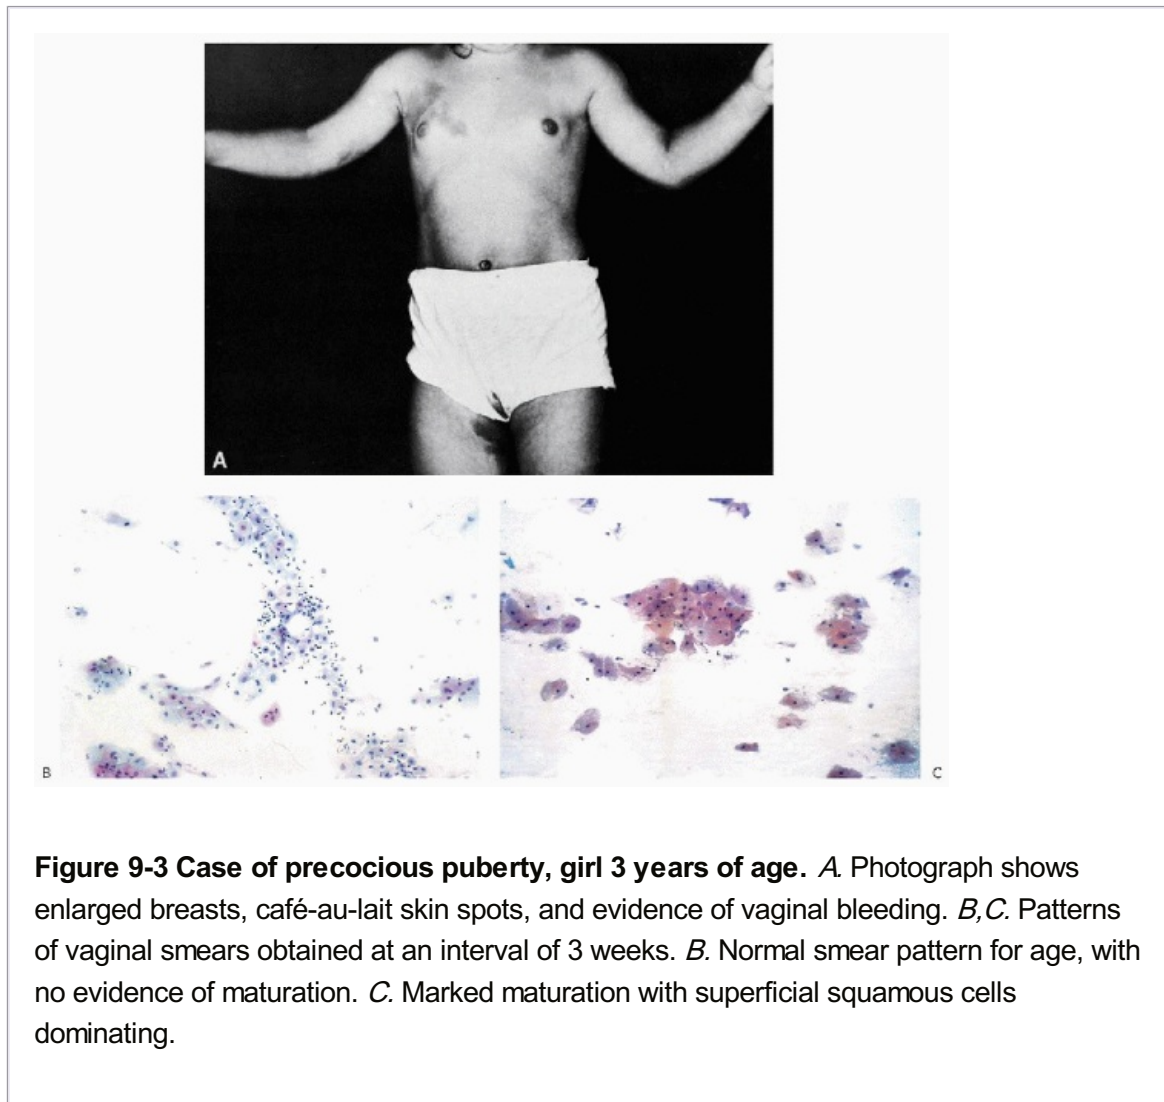 A
B
C
Figure 9-3 Case of precocious puberty, girl 3 years of age. A. Photograph shows
enlarged breasts, café-au-lait skin spots, and evidence of vaginal bleeding. B,C. Patterns
of vaginal smears obtained at an interval of 3 weeks. B. Normal smear pattern for age, with
no evidence of maturation. C. Marked maturation with superficial squamous cells
dominating.